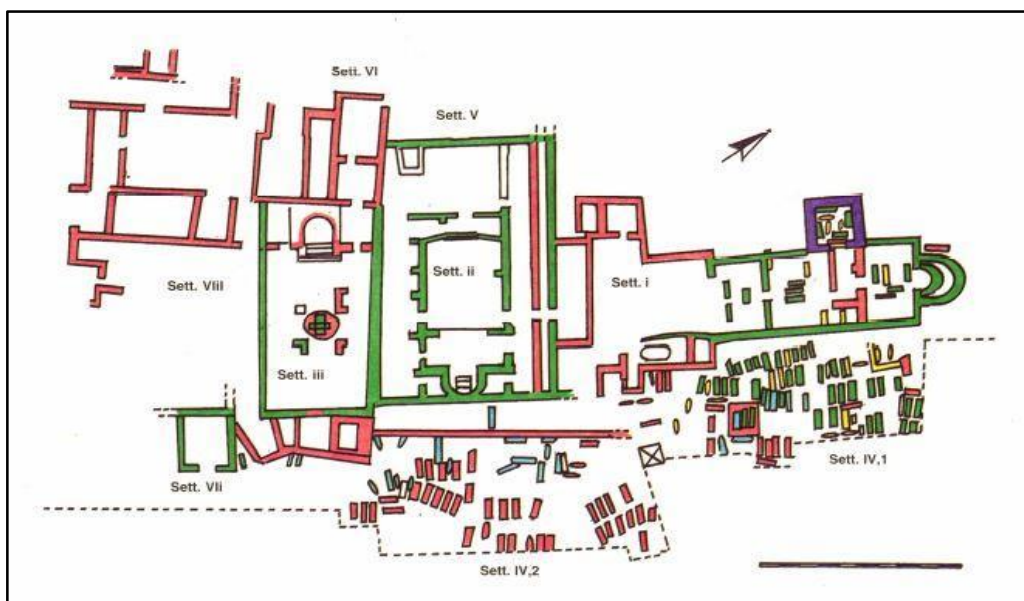 Sett. VI
Sett. V
Sett. ii
Sett. i
Sett. VIiI
Sett. iii
Sett. IV,1
Sett. VIi
Sett. IV,2